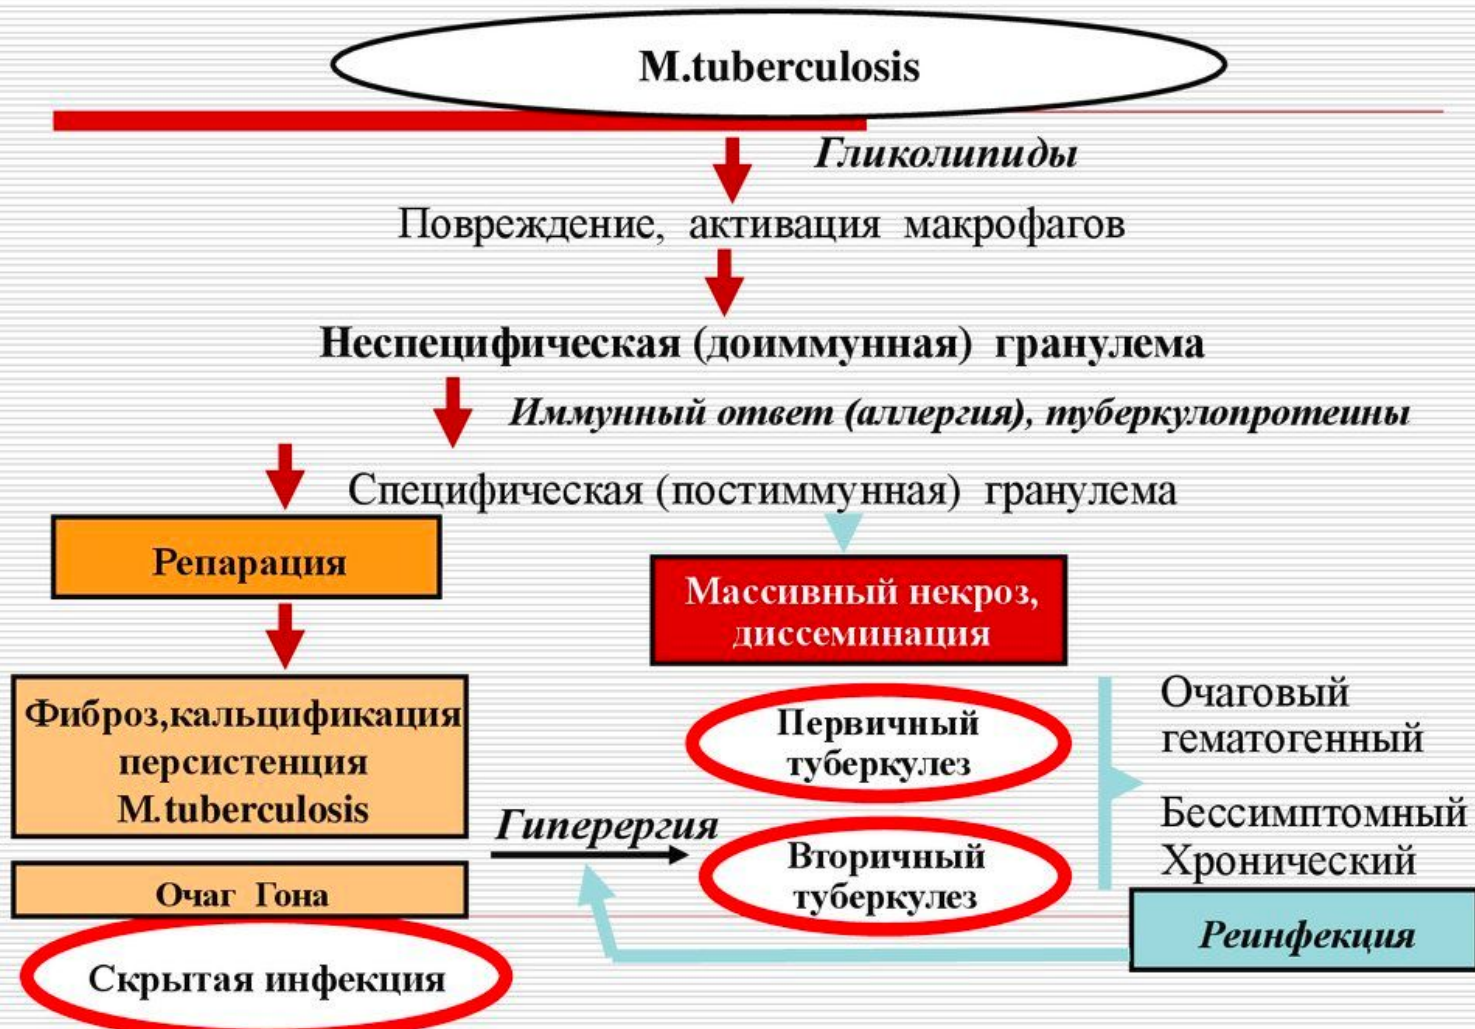 M.tuberculosis
Гликолипиды
Повреждение, активация макрофагов
Неспецифическая (доиммунная) гранулема
Иммунный ответ (аллергия), туберкулопротеины
Специфическая (постиммунная) гранулема
Репарация
Массивный некроз,
диссеминация
Фиброз,кальцификация
персистенция
M.tuberculosis
Первичный
туберкулез
Очаговый
гематогенный
Гиперергия
Бессимптомный
Хронический
Вторичный
туберкулез
Очаг Гона
Реинфекция
Скрытая инфекция